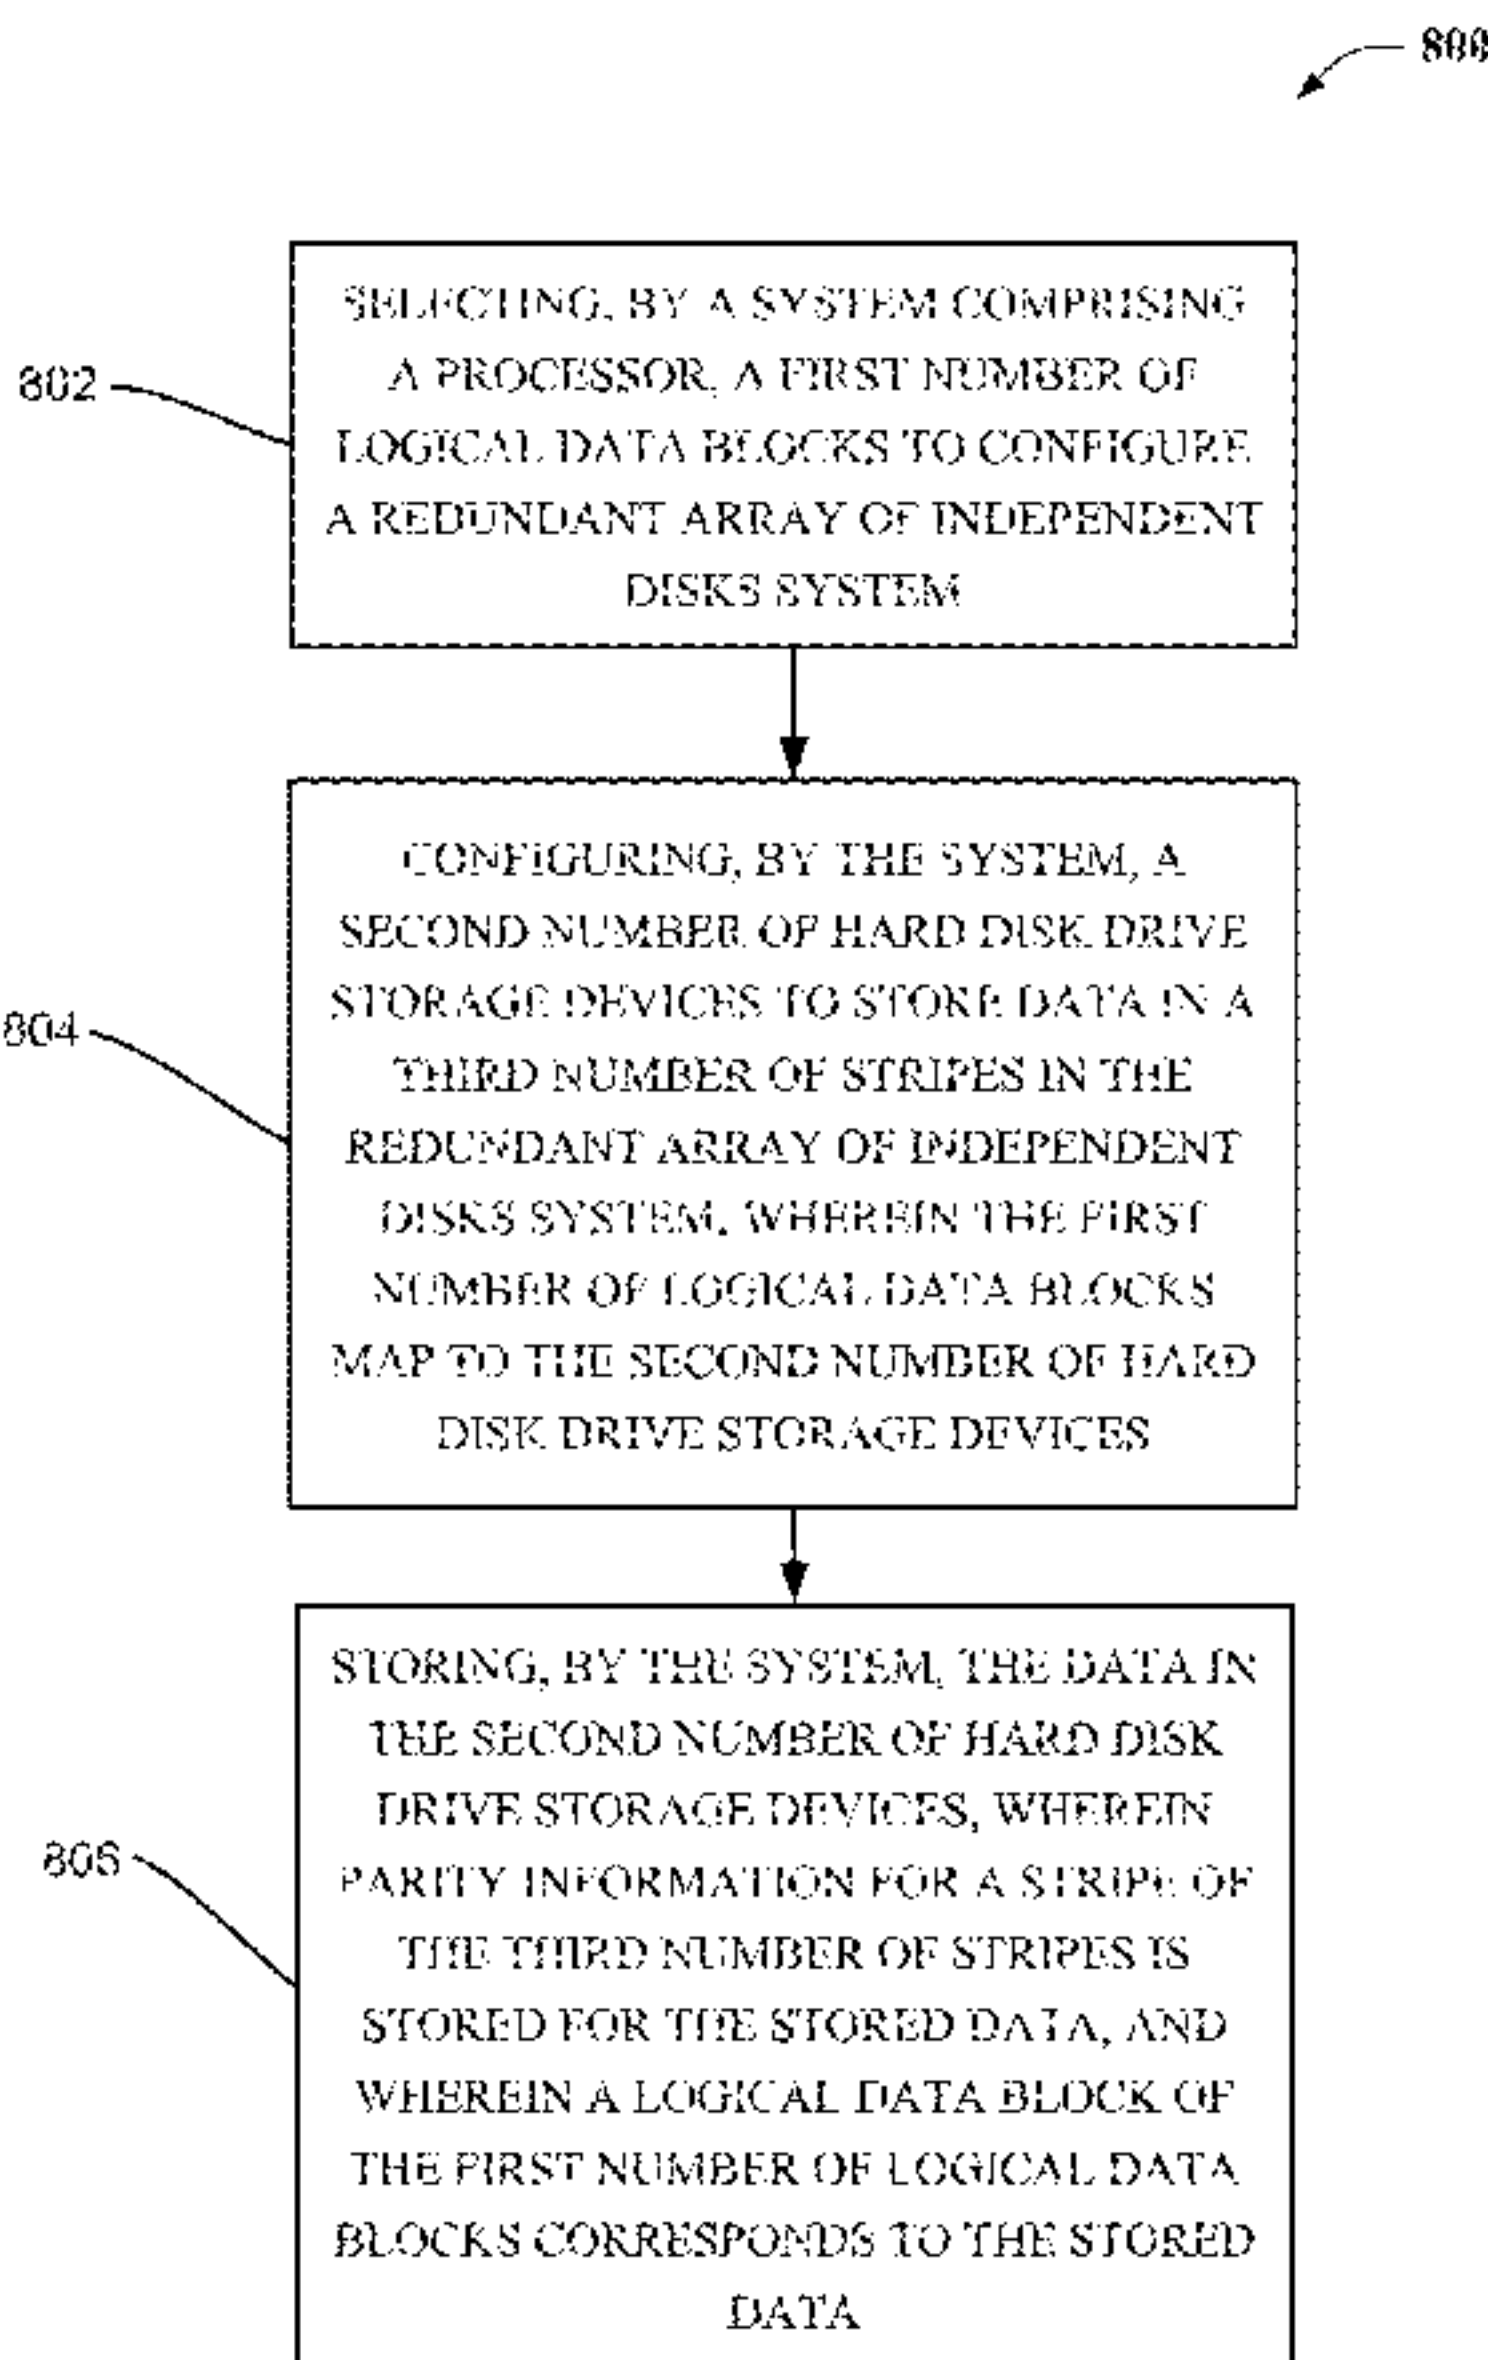 800
SELECTING, BY A SYSTEM COMPRISING
A PROCESSOR, A FIRST NUMBER OF
LOGICAL DATA BLOCKS TO CONFIGURE
A REDUNDANT ARRAY OF INDEPENDENT
DISKS SYSTEM
802
CONFIGURING, BY THE SYSTEM, A
SECOND NUMBER OF HARD DISK DRIVE
STORAGE DEVICES TO STORE DATA IN A
THIRD NUMBER OF STRIPES IN THE
REDUNDANT ARRAY OF INDEPENDENT
DISKS SYSTEM, WHEREIN THE FIRST
NUMBER OF LOGICAL DATA BLOCKS
MAP TO THE SECOND NUMBER OF HARD
DISK DRIVE STORAGE DEVICES
804
STORING, BY THE SYSTEM, THE DATA IN
THE SECOND NUMBER OF HARD DISK
DRIVE STORAGE DEVICES, WHEREIN
PARITY INFORMATION FOR A STRIPE OF
THE THIRD NUMBER OF STRIPES IS
STORED FOR THE STORED DATA, AND
WHEREIN A LOGICAL DATA BLOCK OF
THE FIRST NUMBER OF LOGICAL DATA
BLOCKS CORRESPONDS TO THE STORED
DATA
806